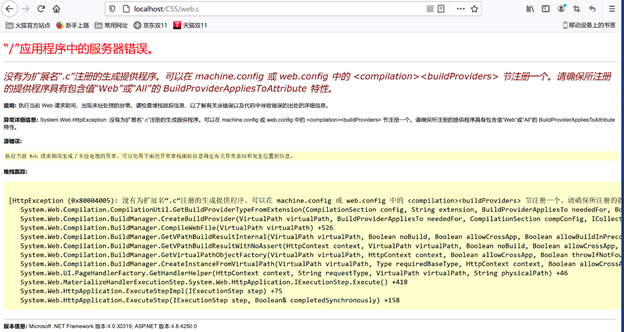 localhost/CSS/web.c
火狐官方站点 新手上路 常用网址 京东双11 天猫双11 移动设备上的书签
“/”应用程序中的服务器错误。
没有为扩展名“.c”注册的生成提供程序。可以在 machine.config 或 web.config 中的 <compilation><buildProviders> 节注册一个。请确保所注册
的提供程序具有包含值“Web”或“All”的 BuildProviderAppliesToAttribute 特性。
说明: 执行当前 Web 请求期间，出现未经处理的异常。请检查堆栈跟踪信息，以了解有关该错误以及代码中导致错误的出处的详细信息。
异常详细信息: System.Web.HttpException: 没有为扩展名“.c”注册的生成提供程序。可以在 machine.config 或 web.config 中的 <compilation><buildProviders> 节注册一个。请确保所注册的提供程序具有包含值“Web”或“All”的 BuildProviderAppliesToAttribute
特性。
源错误:
执行当前 Web 请求期间生成了未经处理的异常。可以使用下面的异常堆栈跟踪信息确定有关异常原因和发生位置的信息。
堆栈跟踪:
[HttpException (0x80004005): 没有为扩展名“.c”注册的生成提供程序。可以在 machine.config 或 web.config 中的 <compilation><buildProviders> 节注册一个。请确保所注册的
System.Web.Compilation.CompilationUtil.GetBuildProviderTypeFromExtension(CompilationSection config, String extension, BuildProviderAppliesTo neededFor, Bo
System.Web.Compilation.BuildManager.CreateBuildProvider(VirtualPath virtualPath, BuildProviderAppliesTo neededFor, CompilationSection compConfig, ICollect
System.Web.Compilation.BuildManager.CompileWebFile(VirtualPath virtualPath) +526
System.Web.Compilation.BuildManager.GetVPathBuildResultInternal(VirtualPath virtualPath, Boolean noBuild, Boolean allowCrossApp, Boolean allowBuildInPreco
System.Web.Compilation.BuildManager.GetVPathBuildResultWithNoAssert(HttpContext context, VirtualPath virtualPath, Boolean noBuild, Boolean allowCrossApp,
System.Web.Compilation.BuildManager.GetVirtualPathObjectFactory(VirtualPath virtualPath, HttpContext context, Boolean allowCrossApp, Boolean throwIfNotFou
System.Web.Compilation.BuildManager.CreateInstanceFromVirtualPath(VirtualPath virtualPath, Type requiredBaseType, HttpContext context, Boolean allowCrossA
System.Web.UI.PageHandlerFactory.GetHandlerHelper(HttpContext context, String requestType, VirtualPath virtualPath, String physicalPath) +46
System.Web.MaterializeHandlerExecutionStep.System.Web.HttpApplication.IExecutionStep.Execute() +418
System.Web.HttpApplication.ExecuteStepImpl(IExecutionStep step) +75
System.Web.HttpApplication.ExecuteStep(IExecutionStep step, Boolean& completedSynchronously) +158
版本信息: Microsoft .NET Framework 版本:4.0.30319; ASP.NET 版本:4.8.4250.0